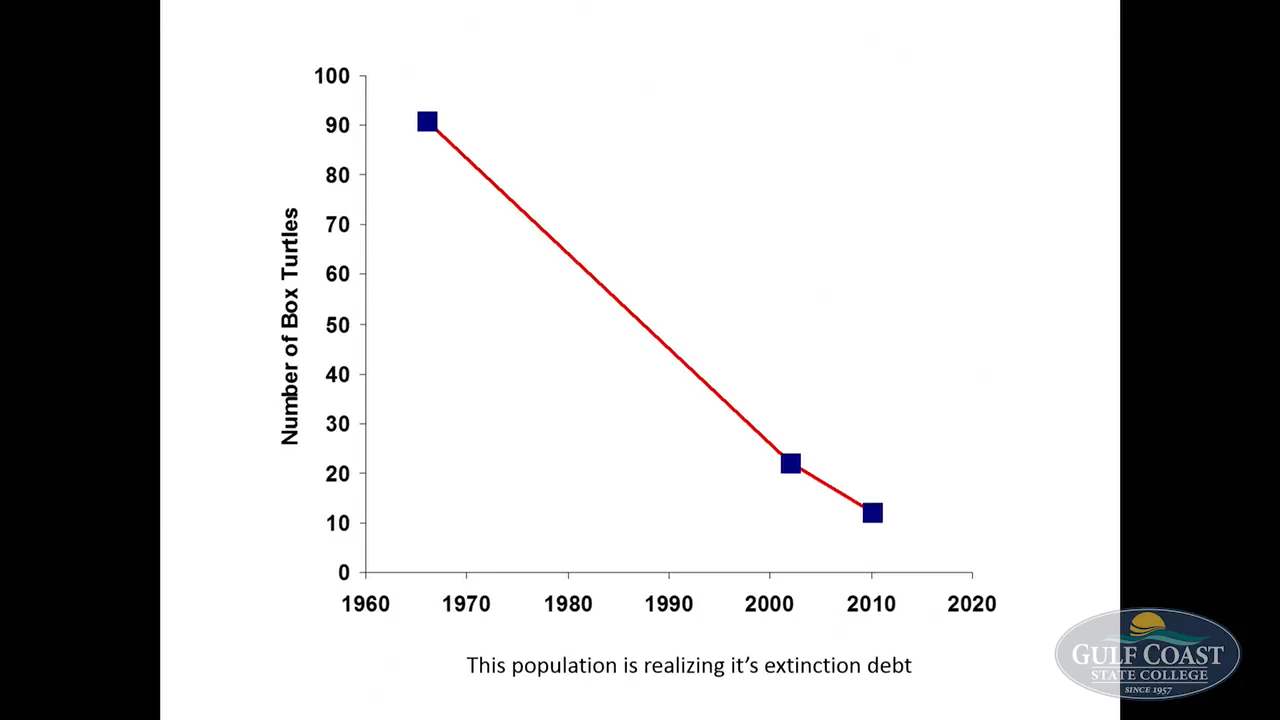 100
90
80
70
60
50
40
30
20
10
0
Number of Box Turtles
1960 1970 1980 1990 2000 2010 2020
This population is realizing it’s extinction debt
GULF COAST
STATE COLLEGE
SINCE 1957